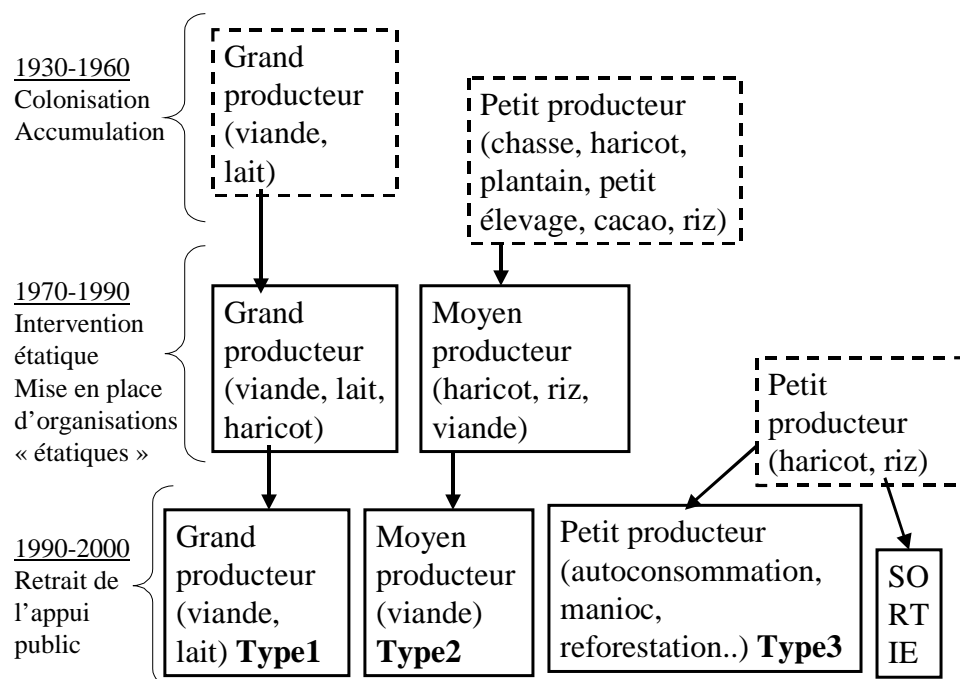 1930-1960
Colonisation
Accumulation
Grand
producteur
(viande,
lait)
Petit producteur
(chasse, haricot,
plantain, petit
élevage, cacao, riz)
1970-1990
Intervention
étatique
Mise en place
d’organisations
« étatiques »
Grand
producteur
(viande, lait,
haricot)
Moyen
producteur
(haricot, riz,
viande)
Petit
producteur
(haricot, riz)
1990-2000
Retrait de
l’appui
public
Grand
producteur
(viande,
lait) Type1
Moyen
producteur
(viande)
Type2
Petit producteur
(autoconsommation,
manioc,
reforestation..) Type3
SO
RT
IE